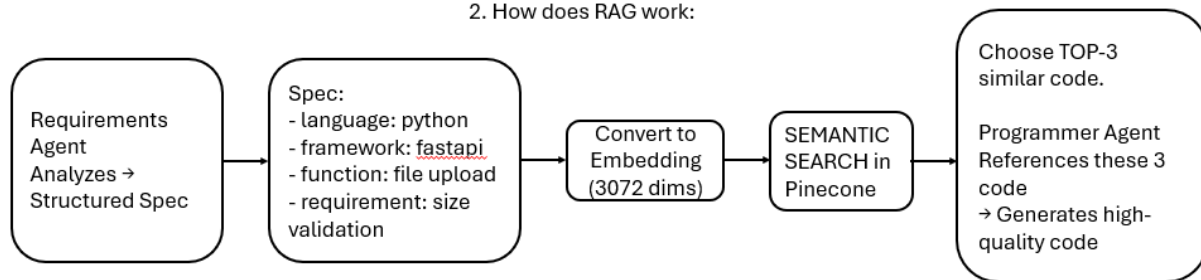 2. How does RAG work:
Requirements
Agent
Analyzes →
Structured Spec
Spec:
- language: python
- framework: fastapi
- function: file upload
- requirement: size
validation
Convert to
Embedding
(3072 dims)
SEMANTIC
SEARCH in
Pinecone
Choose TOP-3
similar code.
Programmer Agent
References these 3
code
→ Generates high-
quality code